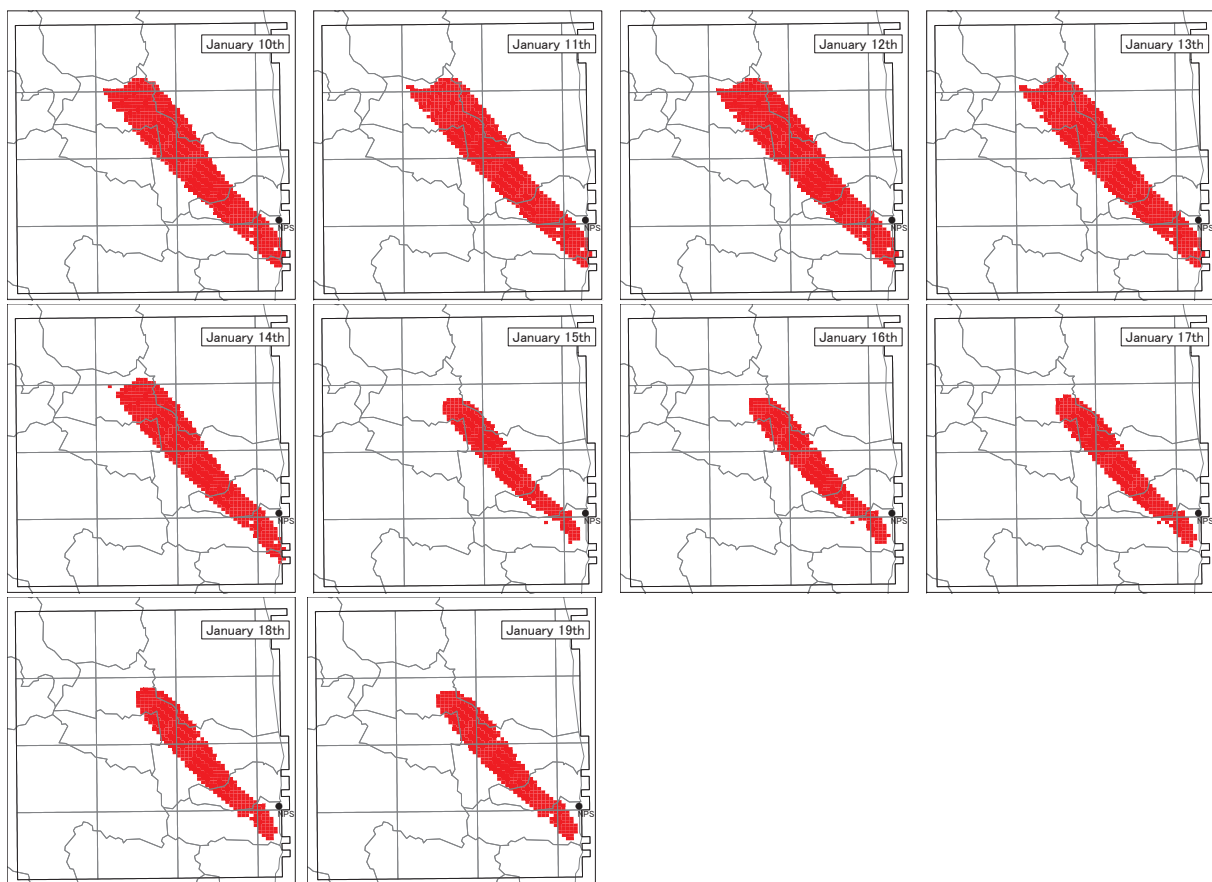 January 10th
NPS
January 11th
NPS
January 12th
NPS
January 13th
NPS
January 14th
NPS
January 15th
NPS
January 16th
NPS
January 17th
NPS
January 18th
NPS
January 19th
NPS